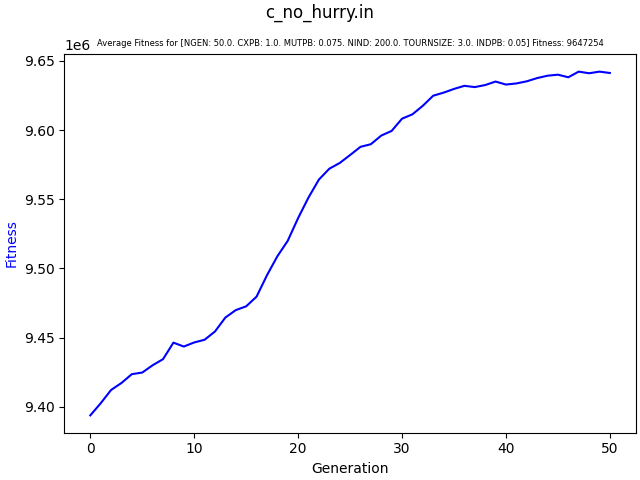 c_no_hurry.in
Average Fitness for [NGEN: 50.0. CXPB: 1.0. MUTPB: 0.075. NIND: 200.0. TOURNSIZE: 3.0. INDPB: 0.05] Fitness: 9647254
1e6
9.65
9.60
9.55
9.50
9.45
9.40
Fitness
0 10 20 30 40 50
Generation